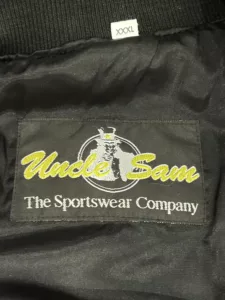 XXXL
Uncle Sam
The Sportswear Company